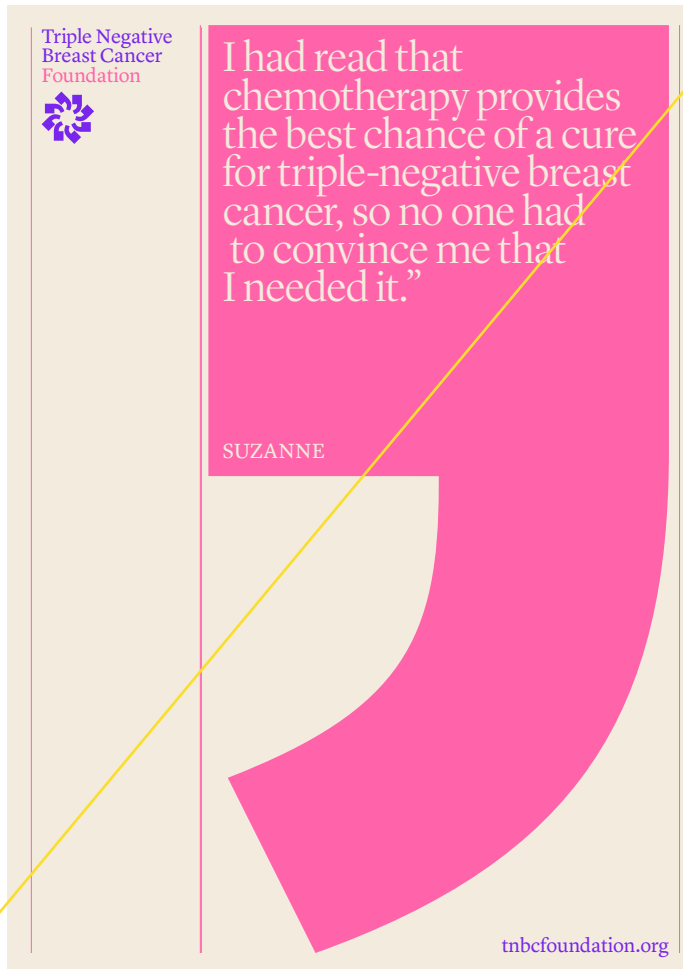 Triple Negative
Breast Cancer
Foundation
I had read that
chemotherapy provides
the best chance of a cure
for triple-negative breast
cancer, so no one had
to convince me that
I needed it.”
SUZANNE
tnbcfoundation.org